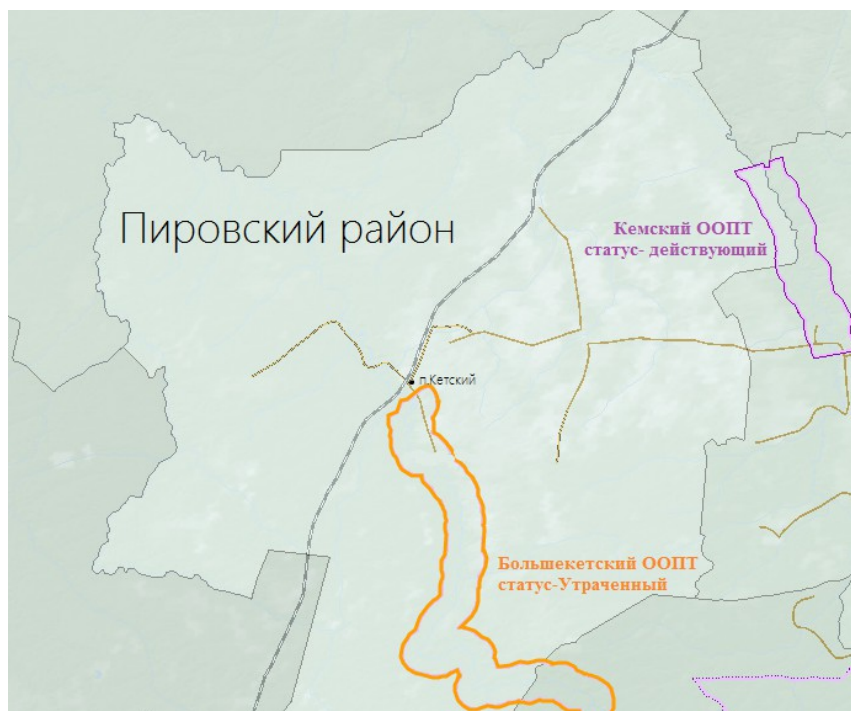 Пировский район
Кемский ООПТ
статус- действующий
п.Кетский
Большекетский ООПТ
статус-Утраченный